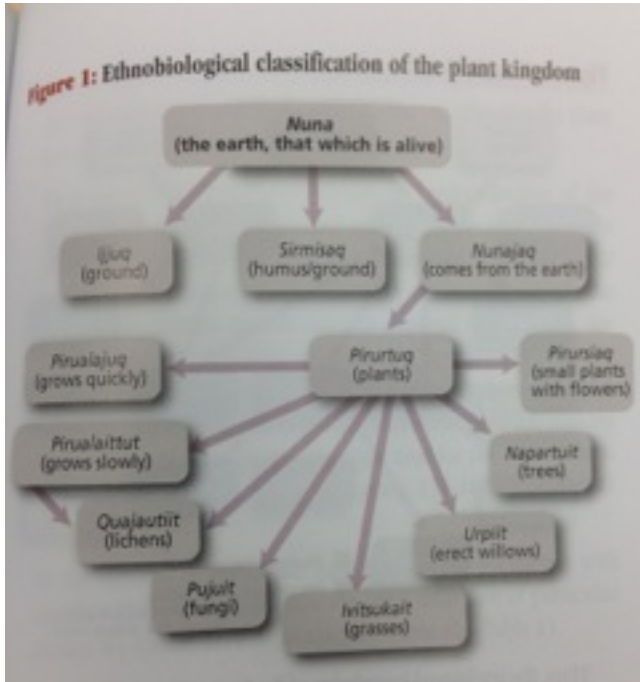 Figure 1: Ethnobiological classification of the plant kingdom
Nuna
(the earth, that which is alive)
Ijjuq
(ground)
Sirmisaq
(humus/ground)
Nunajaq
(comes from the earth)
Pirualajuq
(grows quickly)
Pirurtuq
(plants)
Pirursiaq
(small plants
with flowers)
Pirualaittut
(grows slowly)
Napartuit
(trees)
Quajautiit
(lichens)
Urpiit
(erect willows)
Pujuit
(fungi)
Ivitsukait
(grasses)